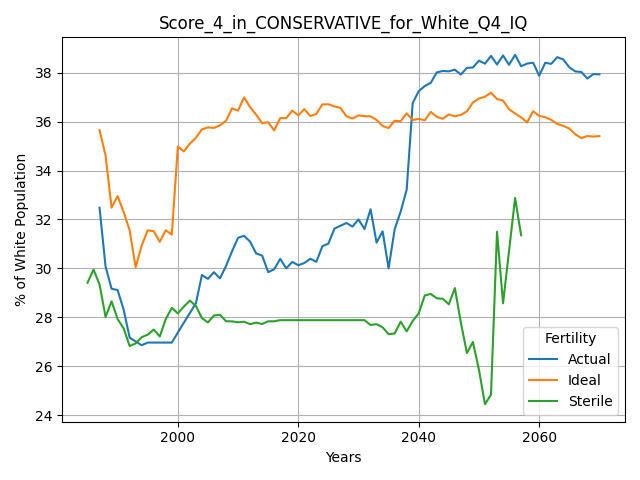 Score_4_in_CONSERVATIVE_for_White_Q4_IQ
% of White Population
38
36
34
32
30
28
26
24
2000
2020
2040
2060
Years
Fertility
Actual
Ideal
Sterile